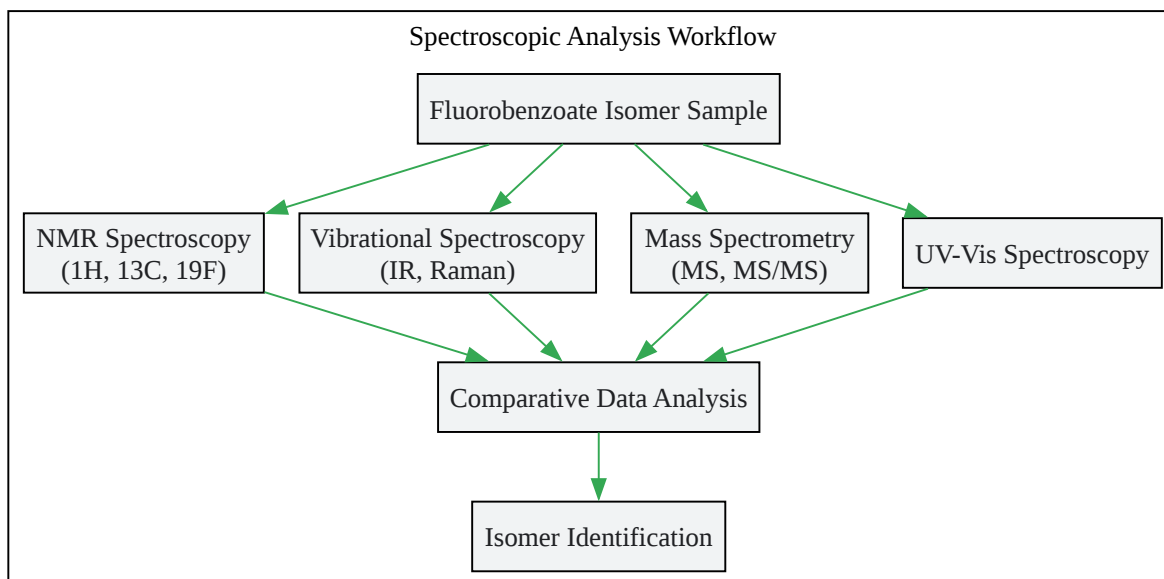 Spectroscopic Analysis Workflow
Fluorobenzoate Isomer Sample
NMR Spectroscopy
(1H, 13C, 19F)
Vibrational Spectroscopy
(IR, Raman)
Mass Spectrometry
(MS, MS/MS)
UV-Vis Spectroscopy
Comparative Data Analysis
Isomer Identification